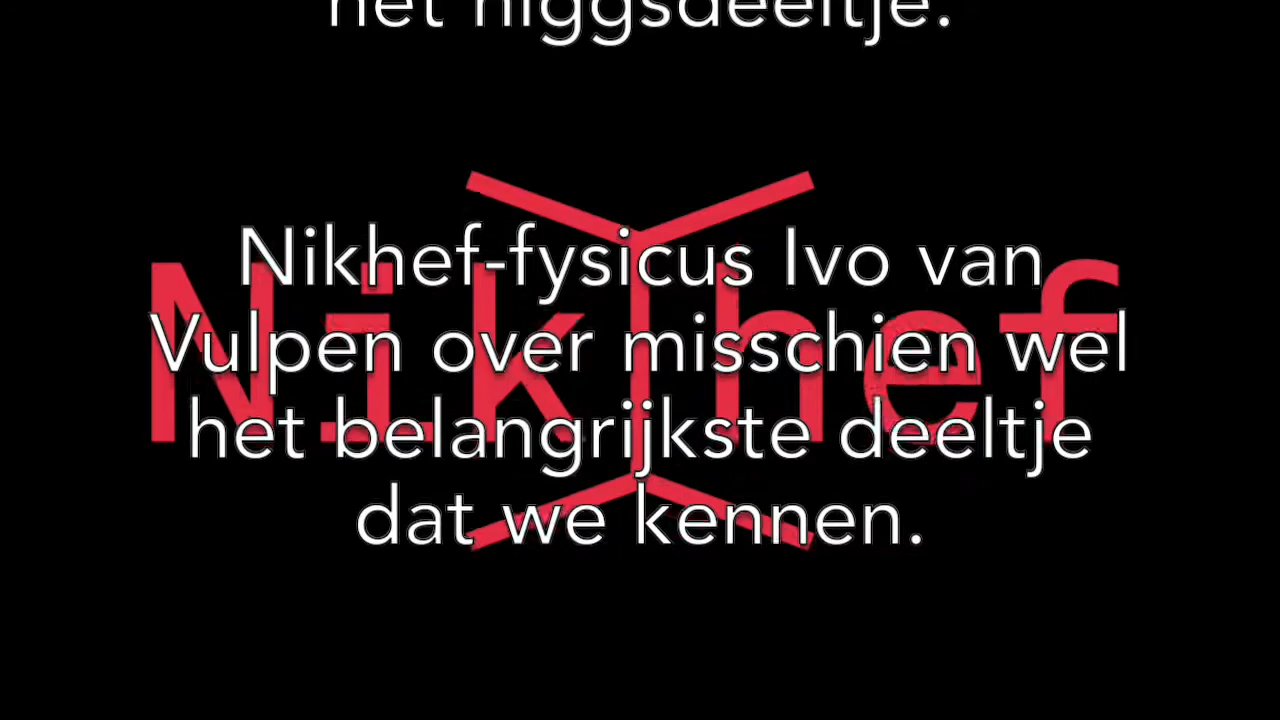 het higgsdeeltje.
Nikhef-fysicus Ivo van
Vulpen over misschien wel
het belangrijkste deeltje
dat we kennen.
Nikhef